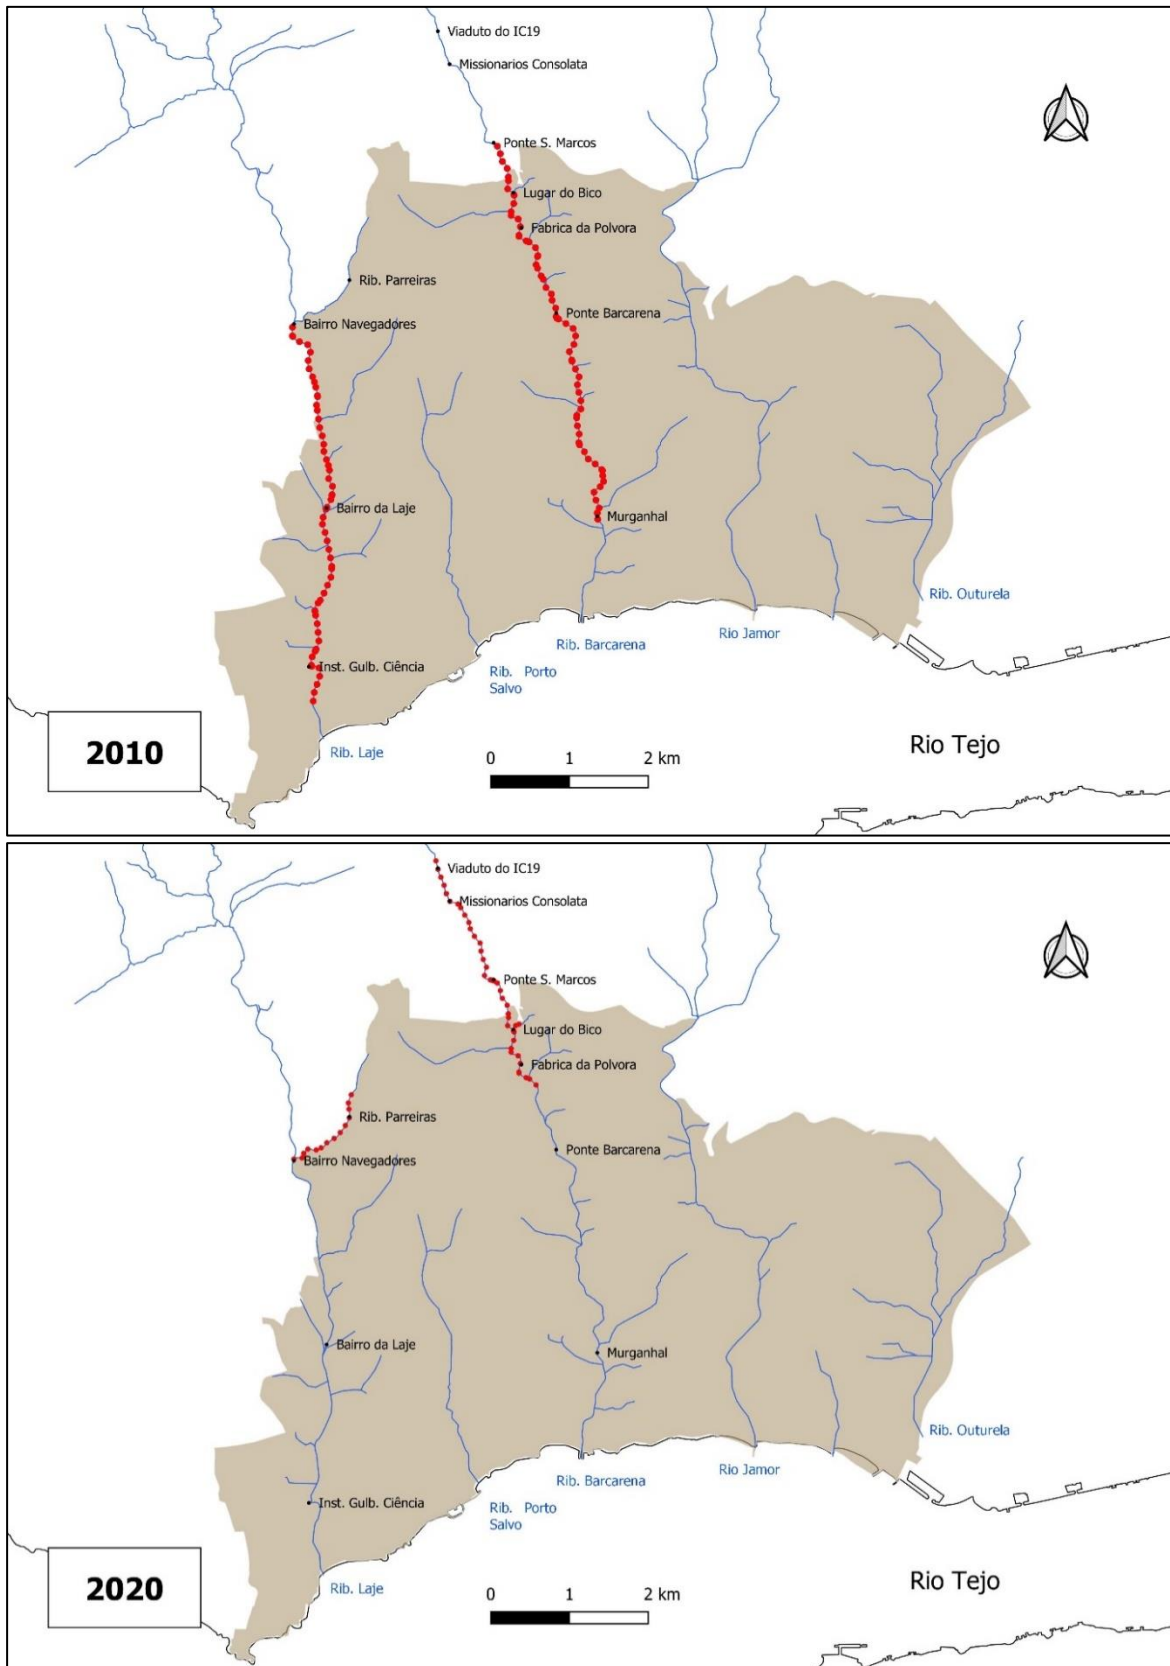 Viaduto do IC19
Missionarios Consolata
Ponte S. Marcos
Lugar do Bico
Fabrica da Polvora
Rib. Parreiras
Ponte Barcarena
Bairro Navegadores
Bairro da Laje
Murganhal
Rib. Outurela
Rio Jamor
Rib. Barcarena
Inst. Gulb. Ciência
Rib. Porto
Salvo
Rib. Laje
2010
Rio Tejo
0 1 2 km
Viaduto do IC19
Missionarios Consolata
Ponte S. Marcos
Lugar do Bico
Fabrica da Polvora
Rib. Parreiras
Ponte Barcarena
Bairro Navegadores
Bairro da Laje
Murganhal
Rib. Outurela
Rio Jamor
Rib. Barcarena
Inst. Gulb. Ciência
Rib. Porto
Salvo
Rib. Laje
2020
Rio Tejo
0 1 2 km